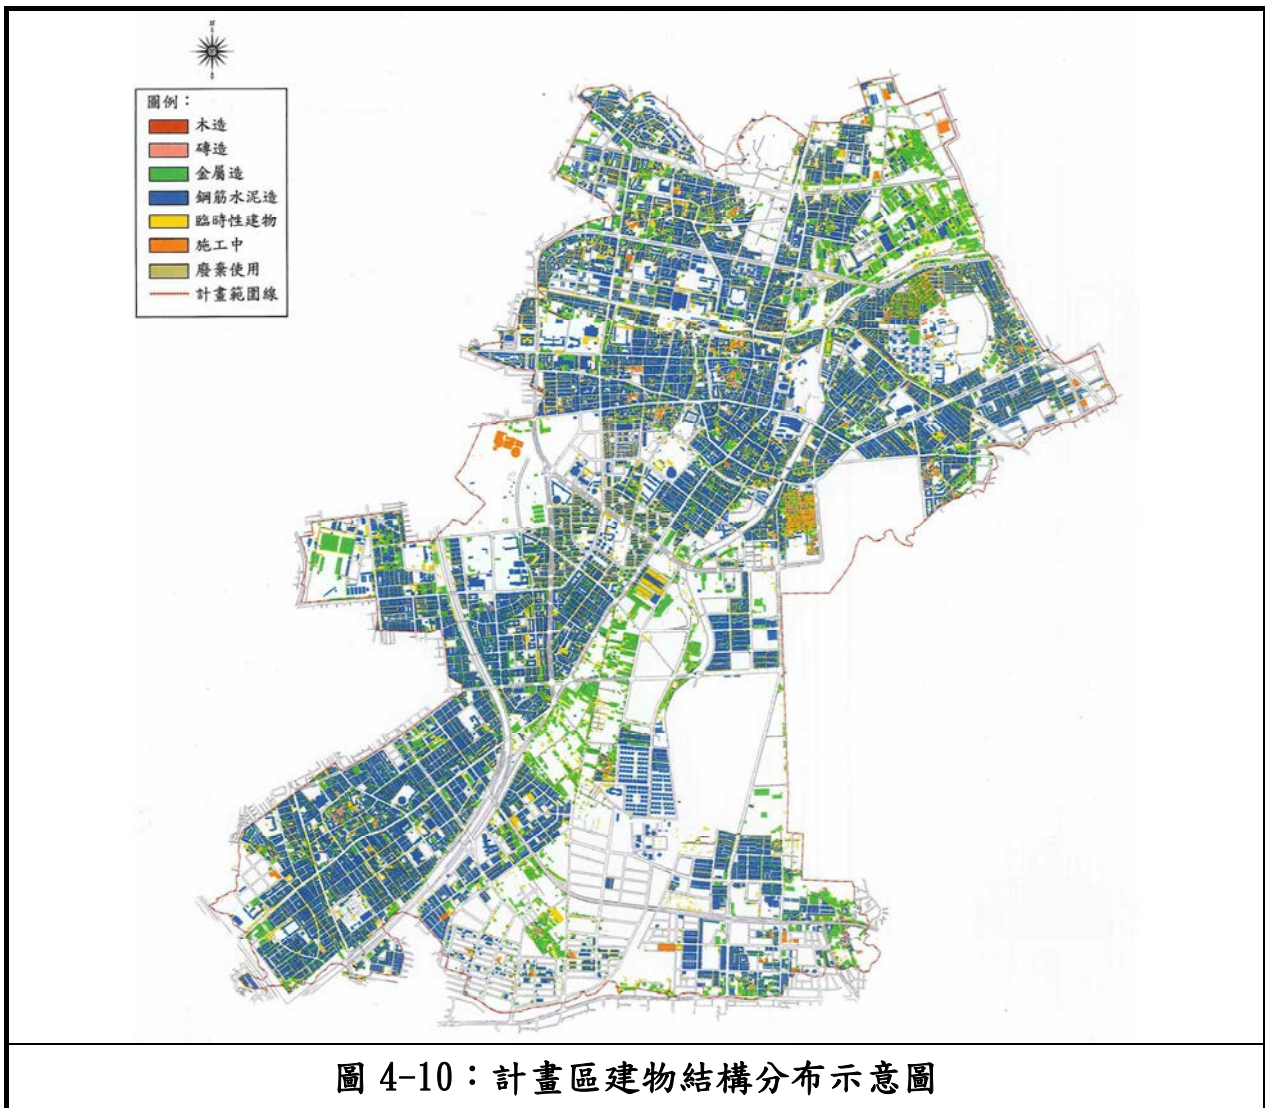 圖例：
木造
磚造
金屬造
鋼筋水泥造
臨時性建物
施工中
廢棄使用
計畫範圍線
圖 4-10：計畫區建物結構分布示意圖